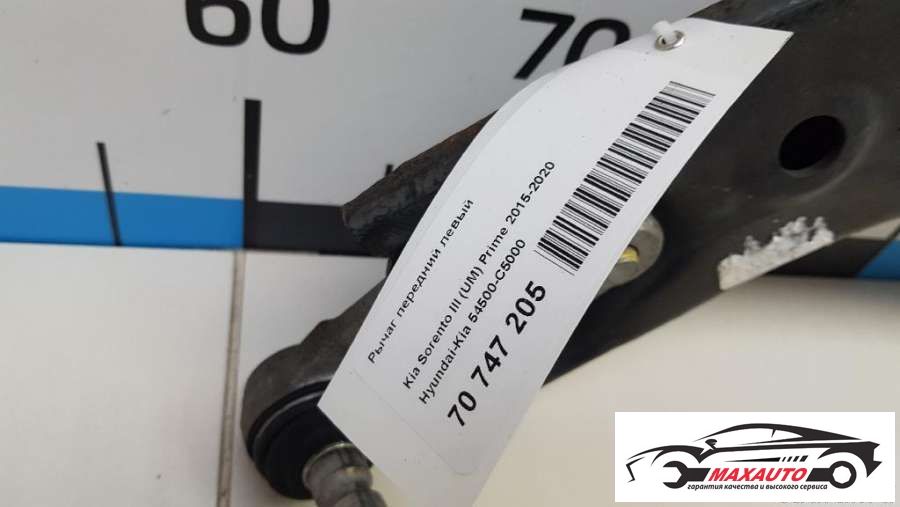 60
70
Рычаг передний левый
Kia Sorento III (UM) Prime 2015-2020
Hyundai-Kia 54500-C5000
70 747 205
MAXAUTO
гарантия качества и высокого сервиса